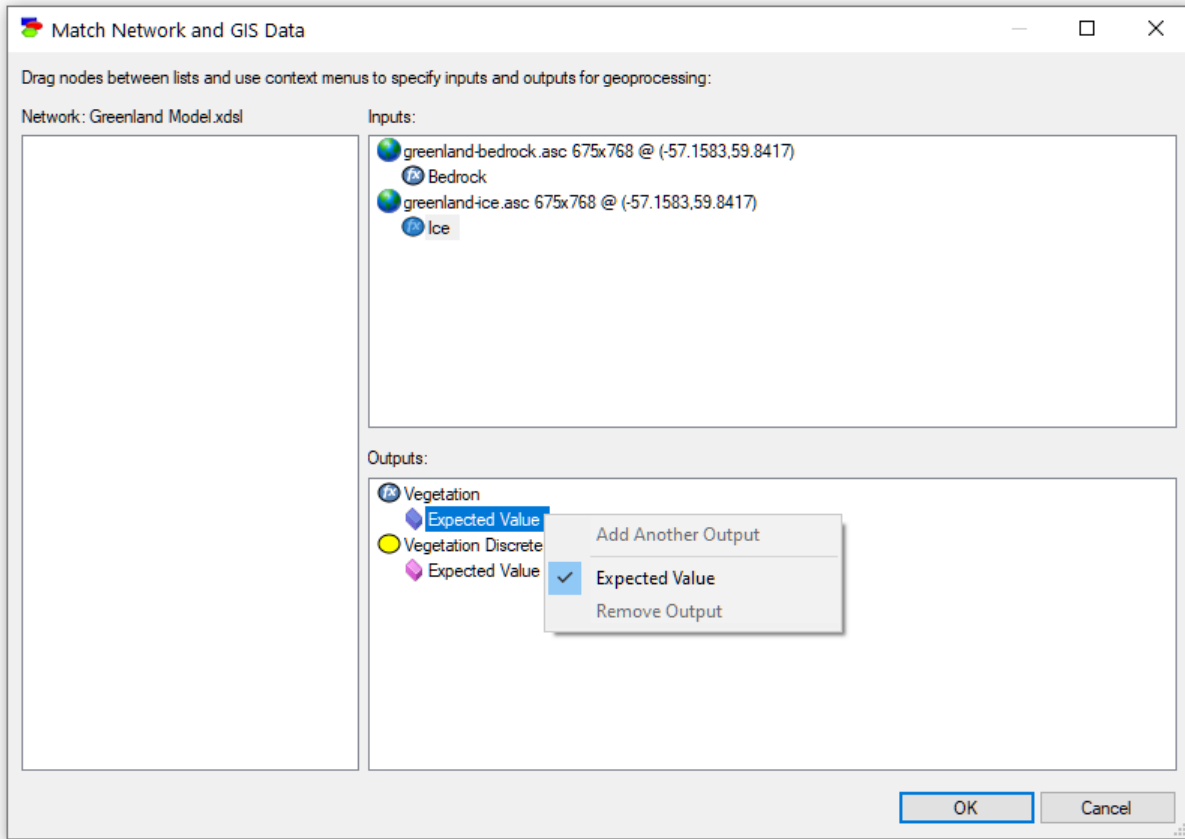 Match Network and GIS Data
Drag nodes between lists and use context menus to specify inputs and outputs for geoprocessing:
Network: Greenland Model.xdsl
Inputs:
greenland-bedrock.asc 675x768 @ (-57.1583,59.8417)
fx Bedrock
greenland-ice.asc 675x768 @ (-57.1583,59.8417)
fx Ice
Outputs:
fx Vegetation
Expected Value
Vegetation Discrete
Expected Value
Add Another Output
Expected Value
Remove Output
OK
Cancel